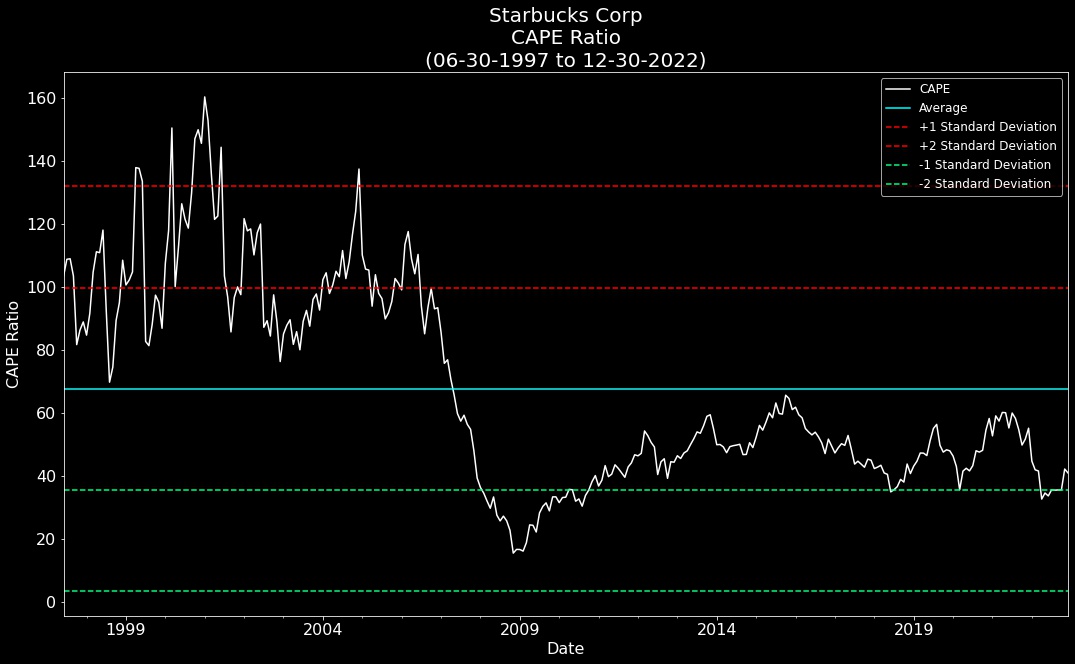 Starbucks Corp
CAPE Ratio
(06-30-1997 to 12-30-2022)
CAPE
Average
+1 Standard Deviation
+2 Standard Deviation
-1 Standard Deviation
-2 Standard Deviation
CAPE Ratio
160
140
120
100
80
60
40
20
0
1999
2004
2009
2014
2019
Date